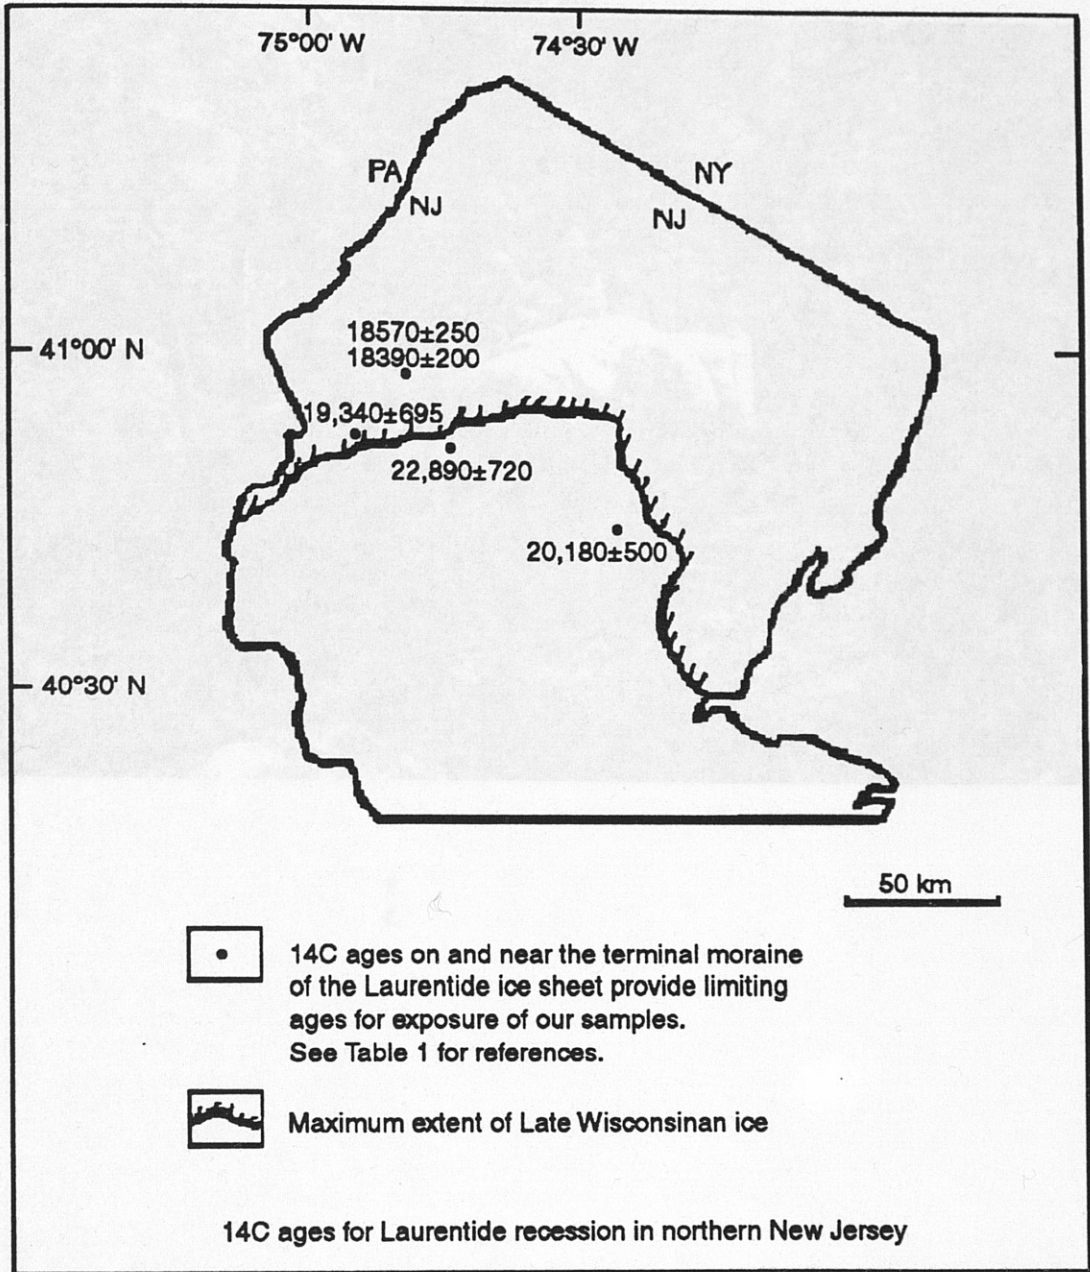 75°00' W
74°30' W
PA
NJ
NY
NJ
41°00' N
18570±250
18390±200
19,340±695
22,890±720
20,180±500
40°30' N
50 km
14C ages on and near the terminal moraine
of the Laurentide ice sheet provide limiting
ages for exposure of our samples.
See Table 1 for references.
Maximum extent of Late Wisconsinan ice
14C ages for Laurentide recession in northern New Jersey